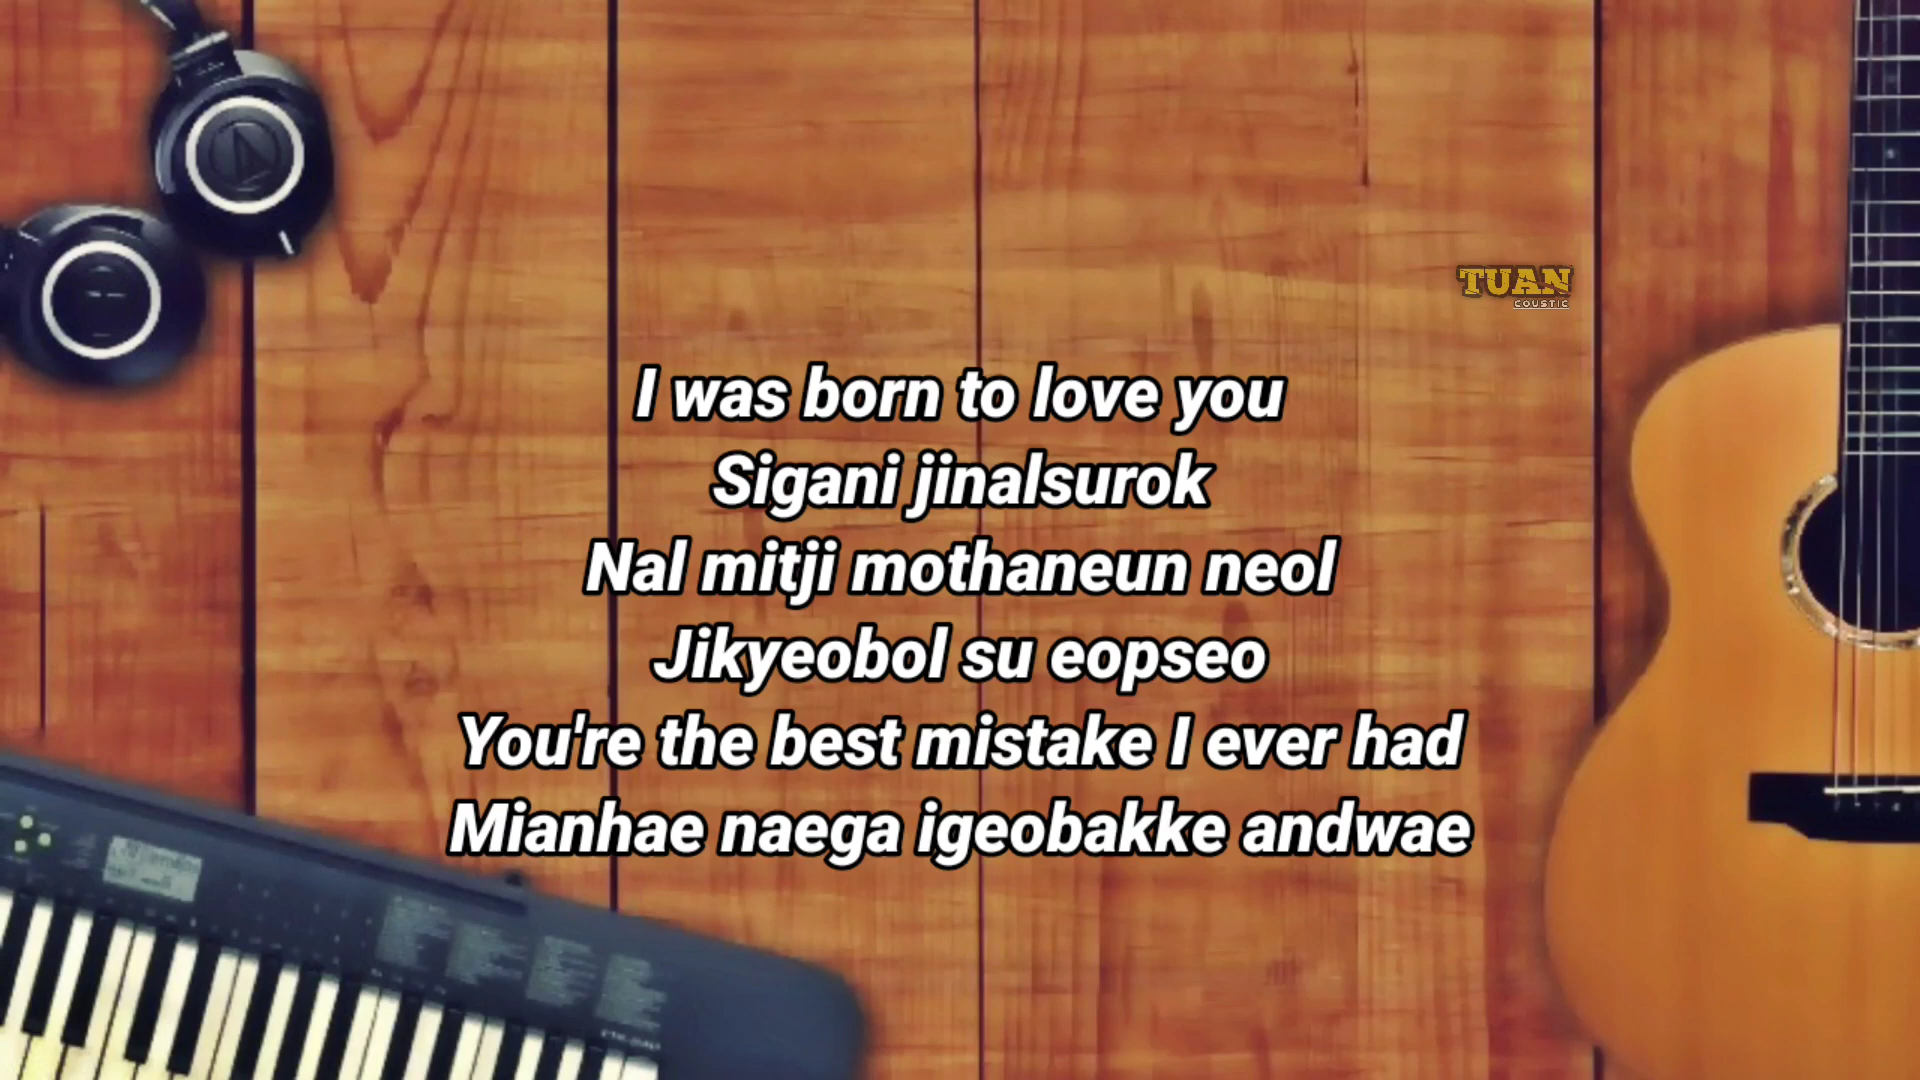 TUAN
COUSTIC
I was born to love you
Sigani jinalsurok
Nal mitji mothaneun neol
Jikyeobol su eopseo
You're the best mistake I ever had
Mianhae naega igeobakke andwae